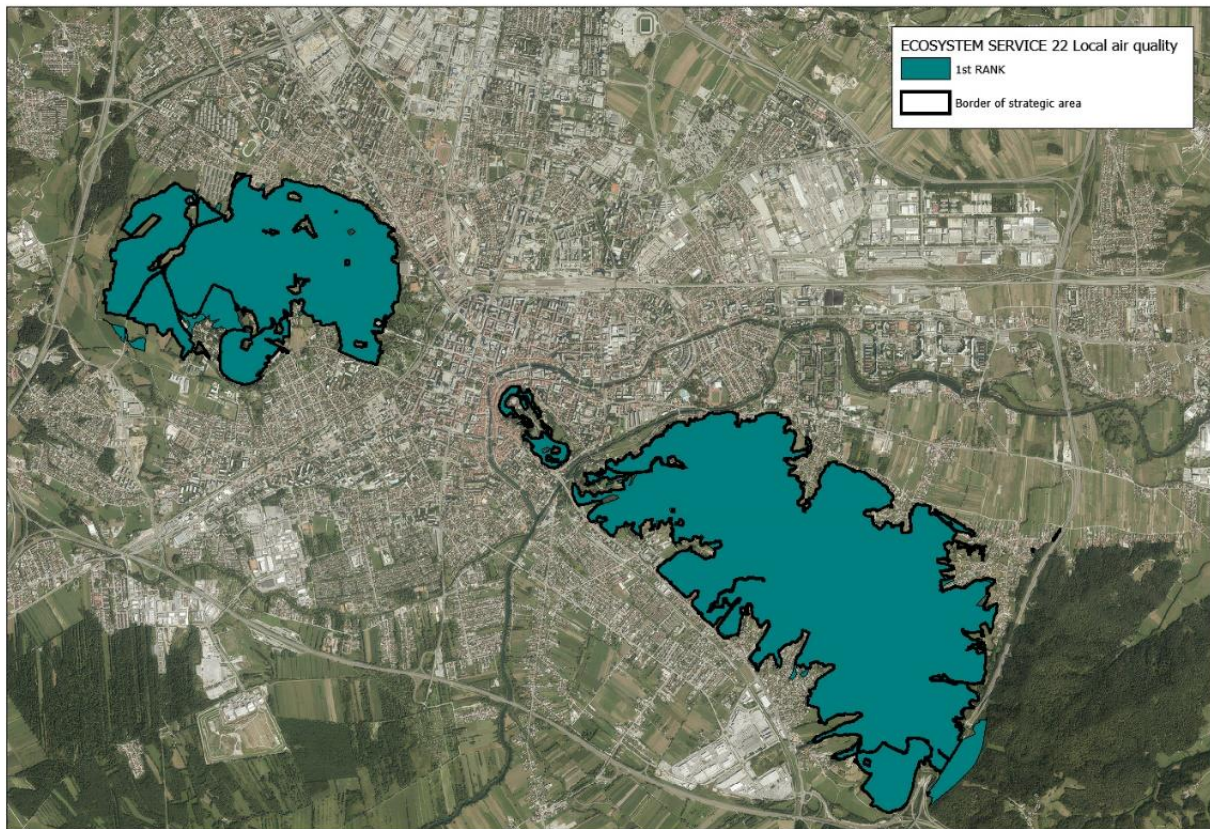 ECOSYSTEM SERVICE 22 Local air quality
1st RANK
Border of strategic area